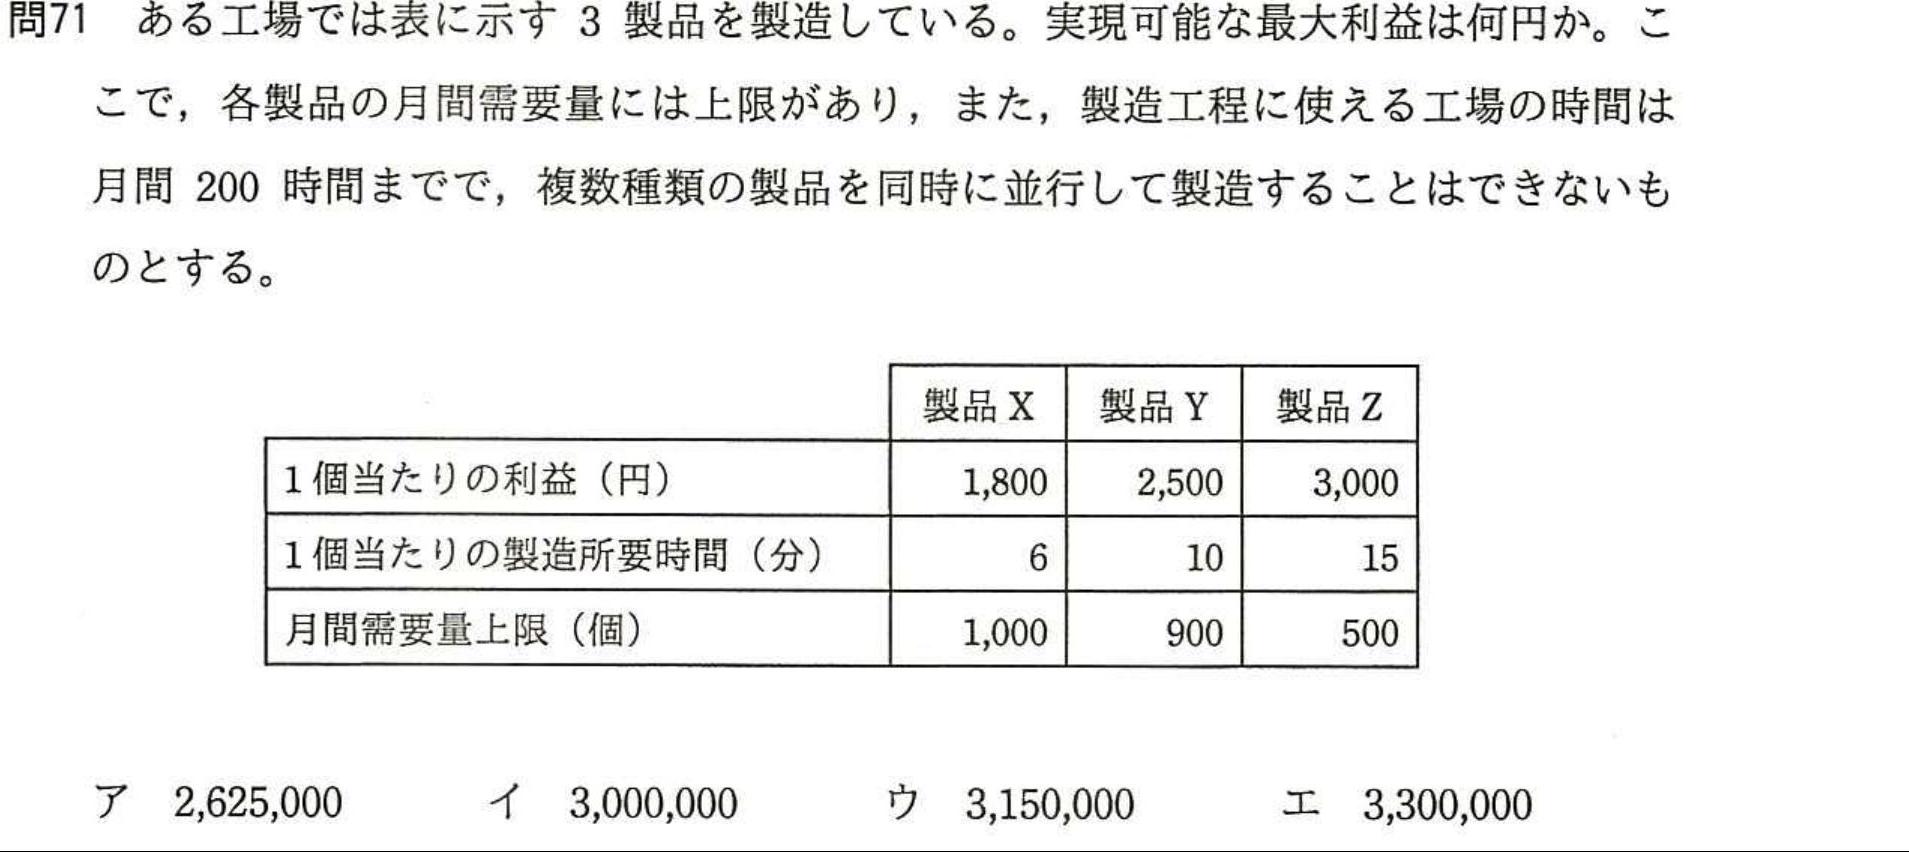 問71 ある工場では表に示す 3 製品を製造している。実現可能な最大利益は何円か。こ
こで，各製品の月間需要量には上限があり，また，製造工程に使える工場の時間は
月間 200 時間までで，複数種類の製品を同時に並行して製造することはできないも
のとする。
製品 X 製品 Y 製品 Z
1個当たりの利益（円） 1,800 2,500 3,000
1個当たりの製造所要時間（分） 6 10 15
月間需要量上限（個） 1,000 900 500
ア 2,625,000 イ 3,000,000 ウ 3,150,000 エ 3,300,000